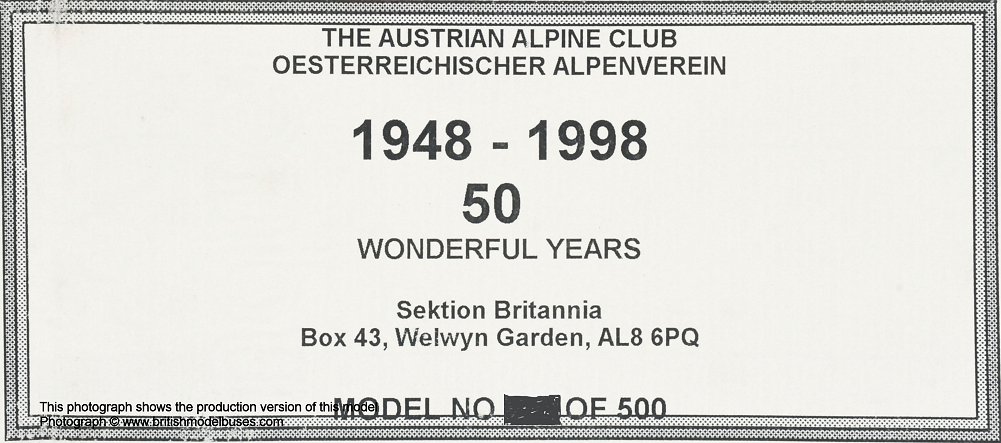 THE AUSTRIAN ALPINE CLUB
OESTERREICHISCHER ALPENVEREIN
1948 - 1998
50
WONDERFUL YEARS
Sektion Britannia
Box 43, Welwyn Garden, AL8 6PQ
MODEL NO OF 500
This photograph shows the production version of this model
Photograph © www.britishmodelbuses.com